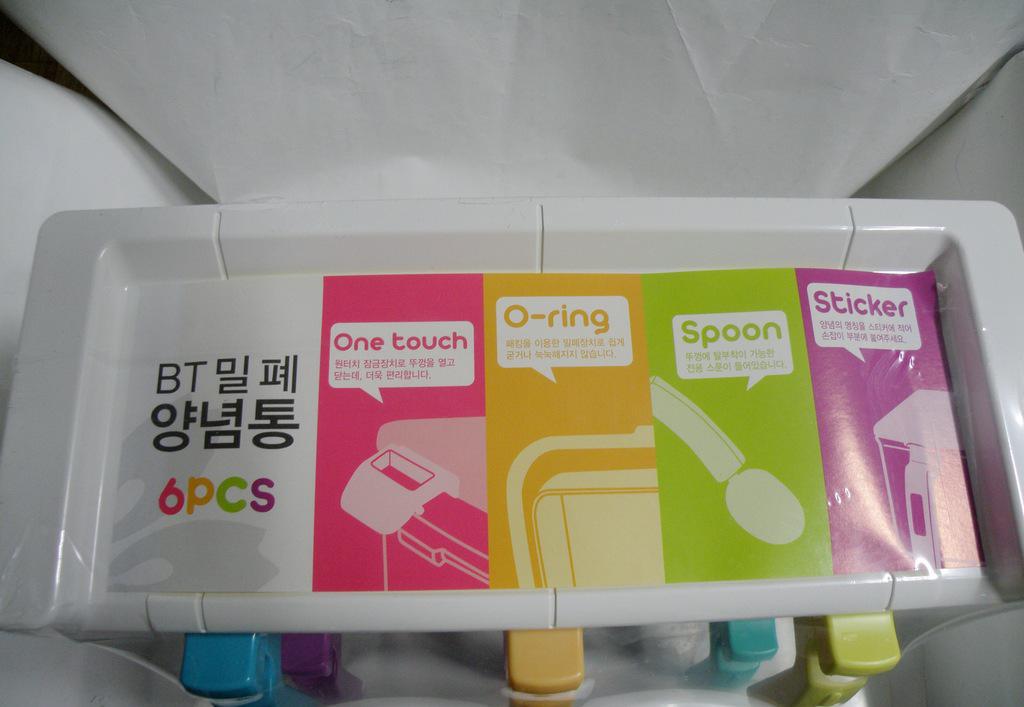 BT 밀폐
양념통
6PCS
One touch
원터치 잠금장치로 뚜껑을 열고
닫는데, 더욱 편리합니다.
O-ring
패킹을 이용한 밀폐장치로 쉽게
굳거나 눅눅해지지 않습니다.
Spoon
뚜껑에 탈부착이 가능한
전용 스푼이 들어있습니다.
Sticker
양념의 명칭을 스티커에 적어
손잡이 부분에 붙여주세요.